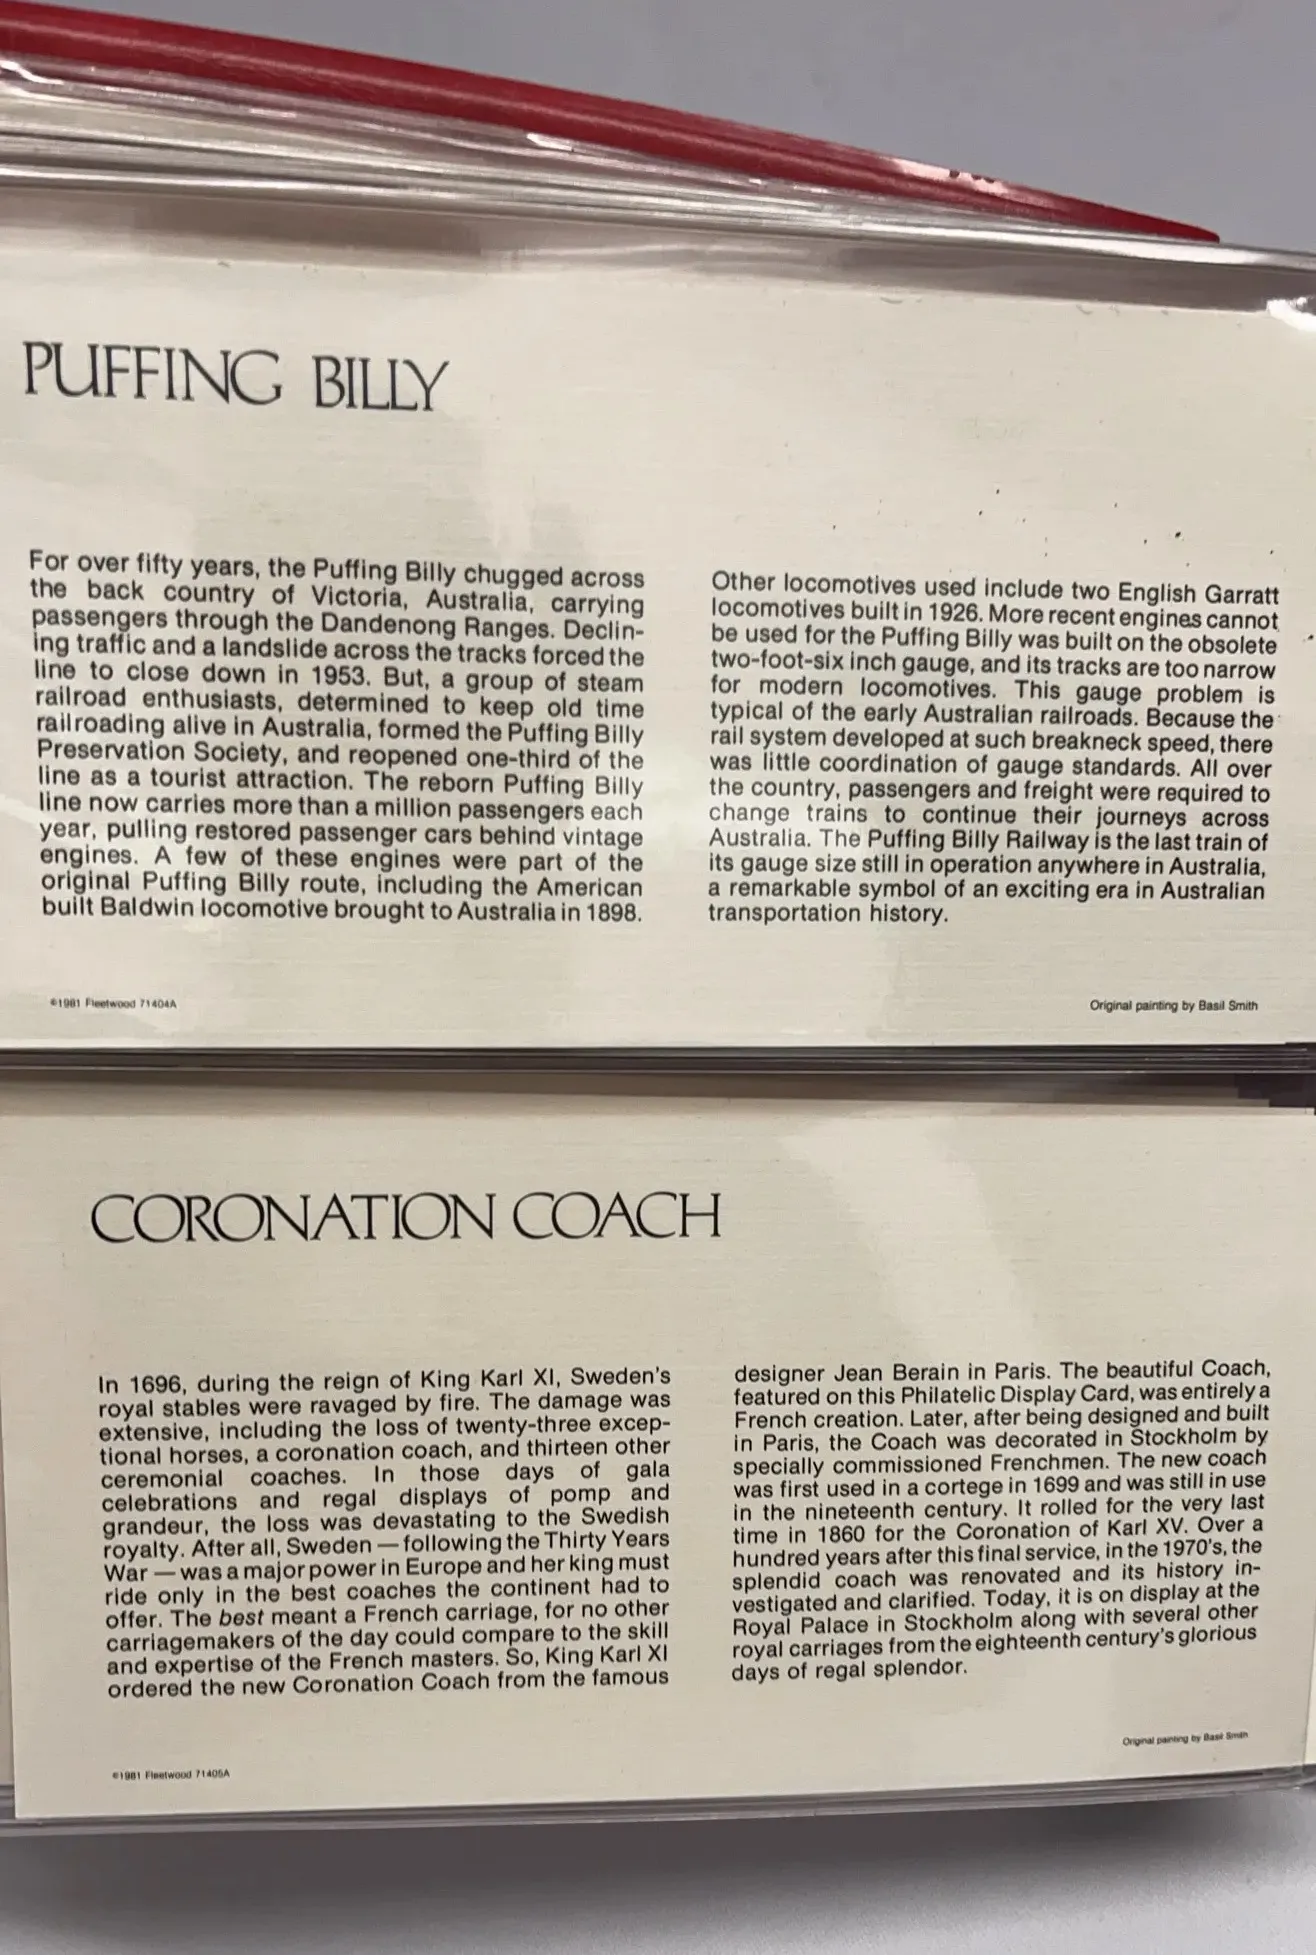 PUFFING BILLY
For over fifty years, the Puffing Billy chugged across
the back country of Victoria, Australia, carrying
passengers through the Dandenong Ranges. Declin-
ing traffic and a landslide across the tracks forced the
line to close down in 1953. But, a group of steam
railroad enthusiasts, determined to keep old time
railroading alive in Australia, formed the Puffing Billy
Preservation Society, and reopened one-third of the
line as a tourist attraction. The reborn Puffing Billy
line now carries more than a million passengers each
year, pulling restored passenger cars behind vintage
engines. A few of these engines were part of the
original Puffing Billy route, including the American
built Baldwin locomotive brought to Australia in 1898.
Other locomotives used include two English Garratt
locomotives built in 1926. More recent engines cannot
be used for the Puffing Billy was built on the obsolete
two-foot-six inch gauge, and its tracks are too narrow
for modern locomotives. This gauge problem is
typical of the early Australian railroads. Because the
rail system developed at such breakneck speed, there
was little coordination of gauge standards. All over
the country, passengers and freight were required to
change trains to continue their journeys across
Australia. The Puffing Billy Railway is the last train of
its gauge size still in operation anywhere in Australia,
a remarkable symbol of an exciting era in Australian
transportation history.
©1981 Fleetwood 71404A
Original painting by Basil Smith
CORONATION COACH
In 1696, during the reign of King Karl XI, Sweden's
royal stables were ravaged by fire. The damage was
extensive, including the loss of twenty-three excep-
tional horses, a coronation coach, and thirteen other
ceremonial coaches. In those days of gala
celebrations and regal displays of pomp and
grandeur, the loss was devastating to the Swedish
royalty. After all, Sweden — following the Thirty Years
War — was a major power in Europe and her king must
ride only in the best coaches the continent had to
offer. The best meant a French carriage, for no other
carriagemakers of the day could compare to the skill
and expertise of the French masters. So, King Karl XI
ordered the new Coronation Coach from the famous
designer Jean Berain in Paris. The beautiful Coach,
featured on this Philatelic Display Card, was entirely a
French creation. Later, after being designed and built
in Paris, the Coach was decorated in Stockholm by
specially commissioned Frenchmen. The new coach
was first used in a cortege in 1699 and was still in use
in the nineteenth century. It rolled for the very last
time in 1860 for the Coronation of Karl XV. Over a
hundred years after this final service, in the 1970's, the
splendid coach was renovated and its history in-
vestigated and clarified. Today, it is on display at the
Royal Palace in Stockholm along with several other
royal carriages from the eighteenth century's glorious
days of regal splendor.
©1981 Fleetwood 71405A
Original painting by Basil Smith